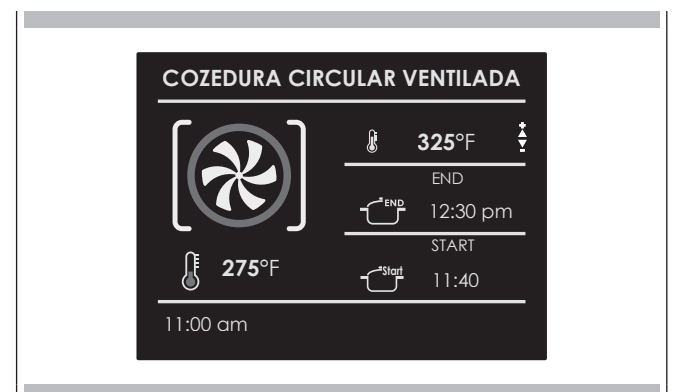 COZEDURA CIRCULAR VENTILADA
325°F
END
END 12:30 pm
START
Start 11:40
275°F
11:00 am